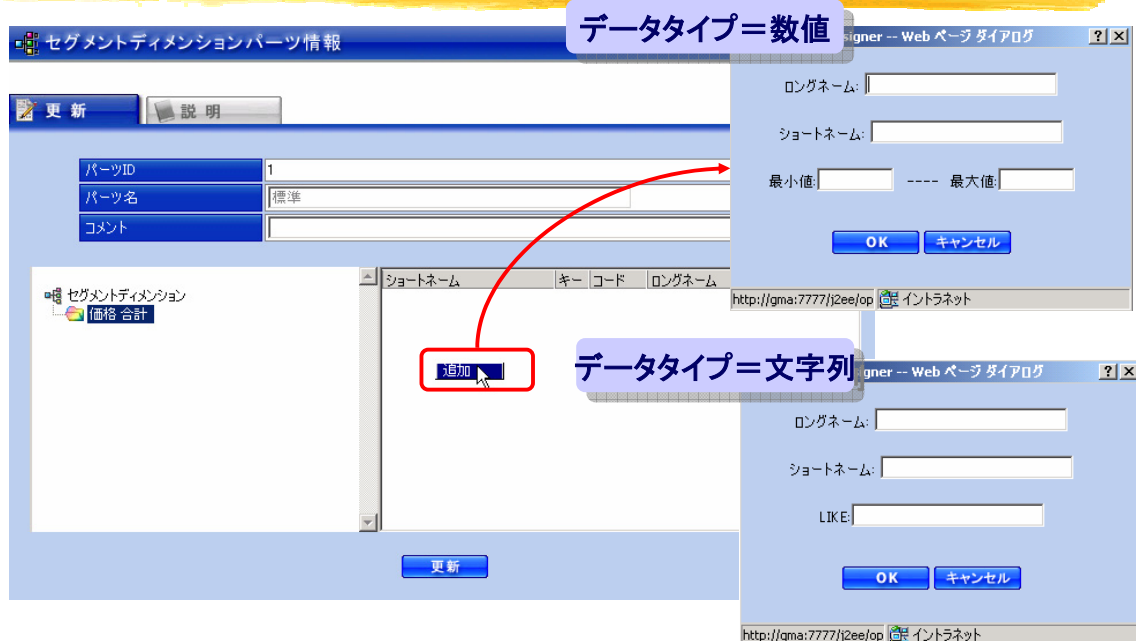 データタイプ＝数値
セグメントディメンションパーツ情報
signer -- Web ページ ダイアログ
更 新
説 明
ロングネーム:
ショートネーム:
最小値: ---- 最大値:
OK キャンセル
http://gma:7777/j2ee/op イントラネット
パーツID 1
パーツ名 標準
コメント
セグメントディメンション
価格 合計
ショートネーム キー コード ロングネーム
追加
データタイプ＝文字列
igner -- Web ページ ダイアログ
ロングネーム:
ショートネーム:
LIKE:
OK キャンセル
http://gma:7777/j2ee/op イントラネット
更新